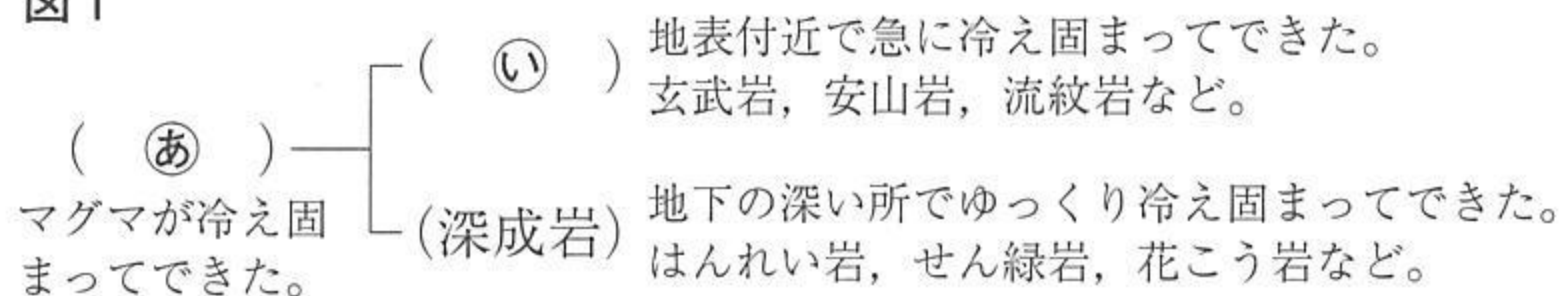 図1
( ㋑ ) 地表付近で急に冷え固まってできた。
玄武岩，安山岩，流紋岩など。
( あ )
マグマが冷え固
まってできた。
(深成岩) 地下の深い所でゆっくり冷え固まってできた。
はんれい岩，せん緑岩，花こう岩など。